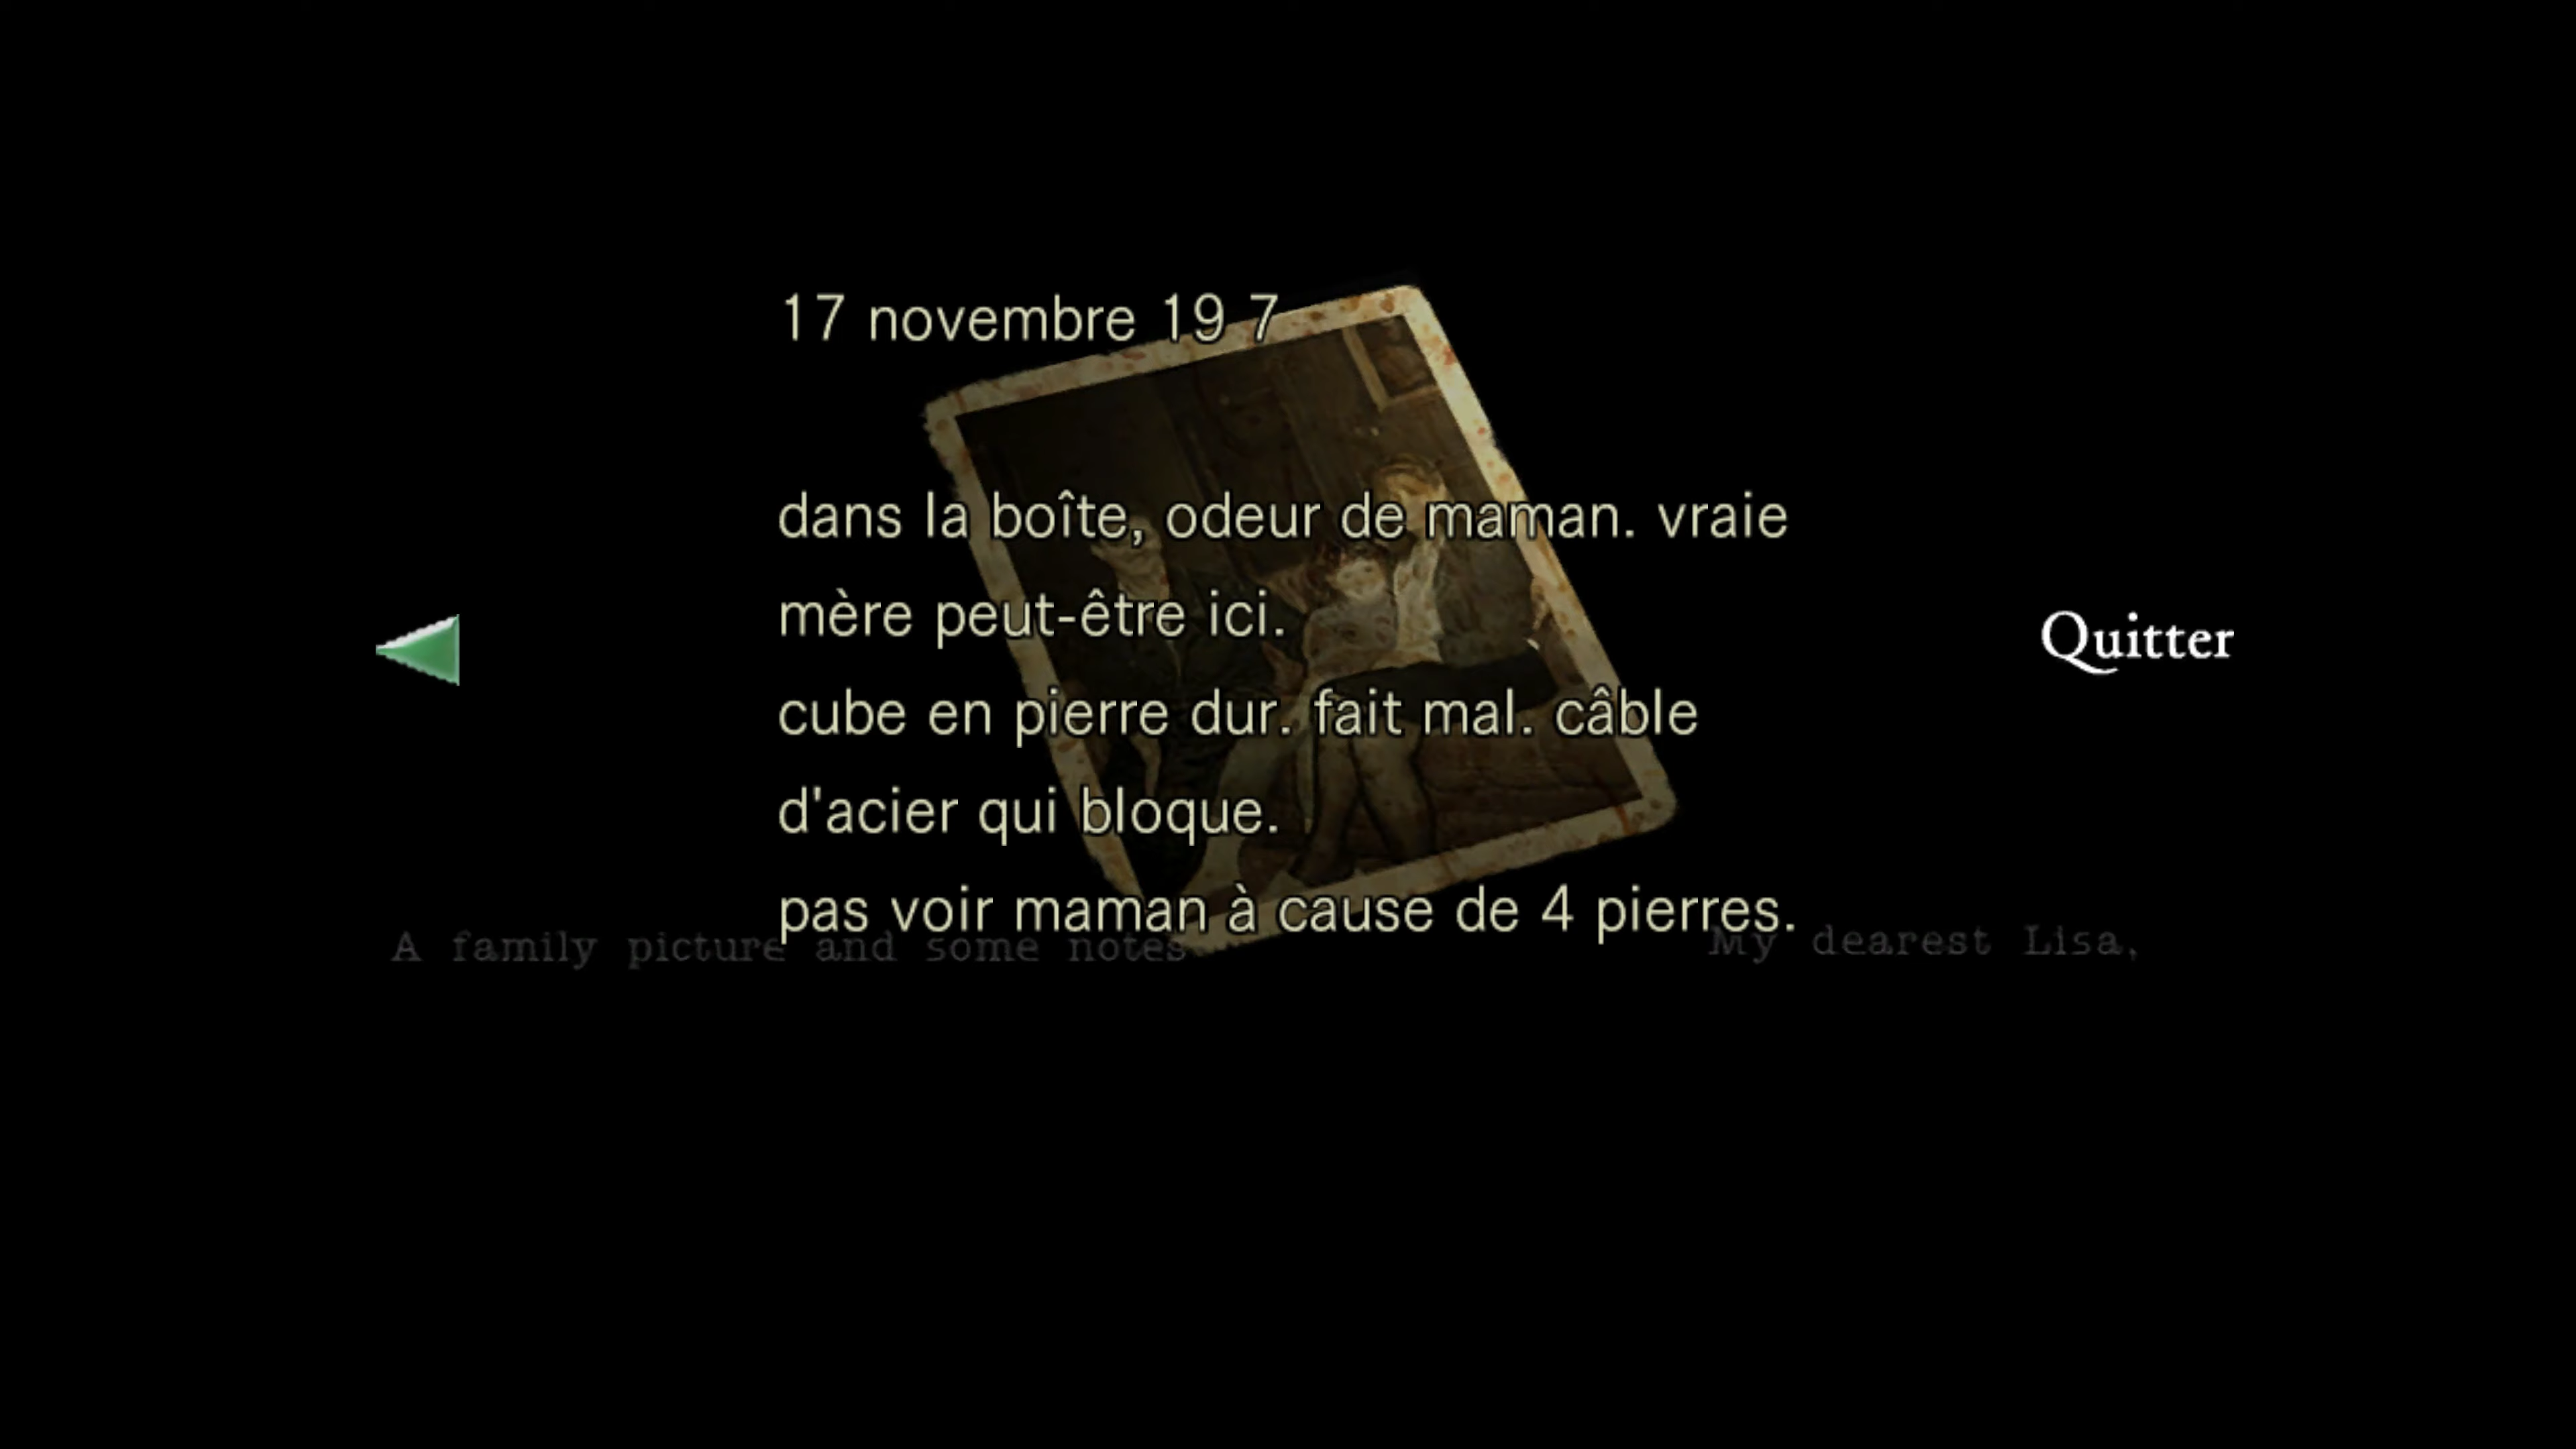 17 novembre 19 7
dans la boîte, odeur de maman. vraie
mère peut-être ici.
cube en pierre dur. fait mal. câble
d'acier qui bloque.
pas voir maman à cause de 4 pierres.
A family picture and some notes
My dearest Lisa,
Quitter